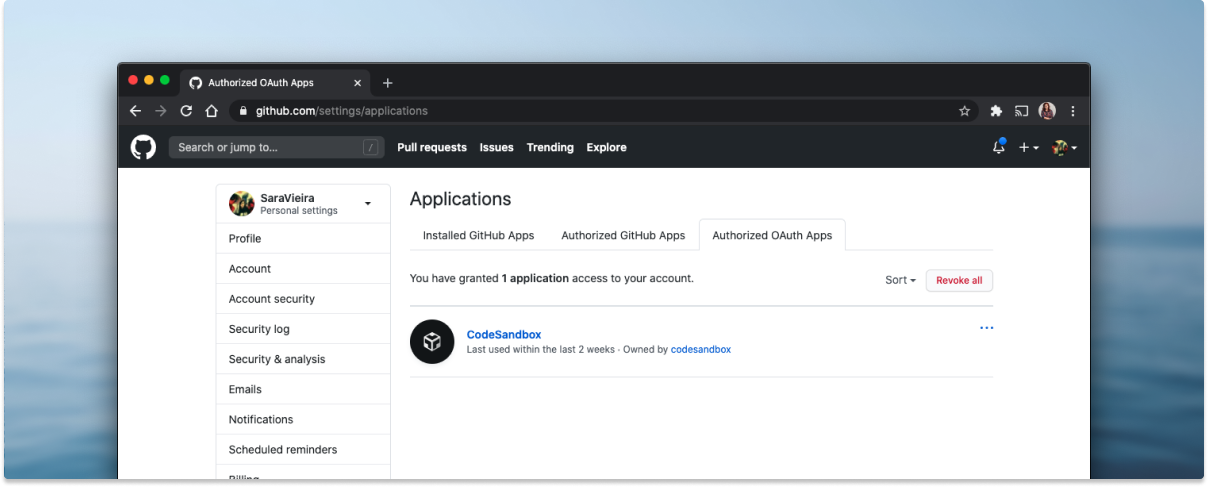 Authorized OAuth Apps
github.com/settings/applications
Search or jump to... /
Pull requests Issues Trending Explore
SaraVieira
Personal settings
Profile
Account
Account security
Security log
Security & analysis
Emails
Notifications
Scheduled reminders
Billing
Applications
Installed GitHub Apps Authorized GitHub Apps Authorized OAuth Apps
You have granted 1 application access to your account.
Sort Revoke all
CodeSandbox
Last used within the last 2 weeks · Owned by codesandbox